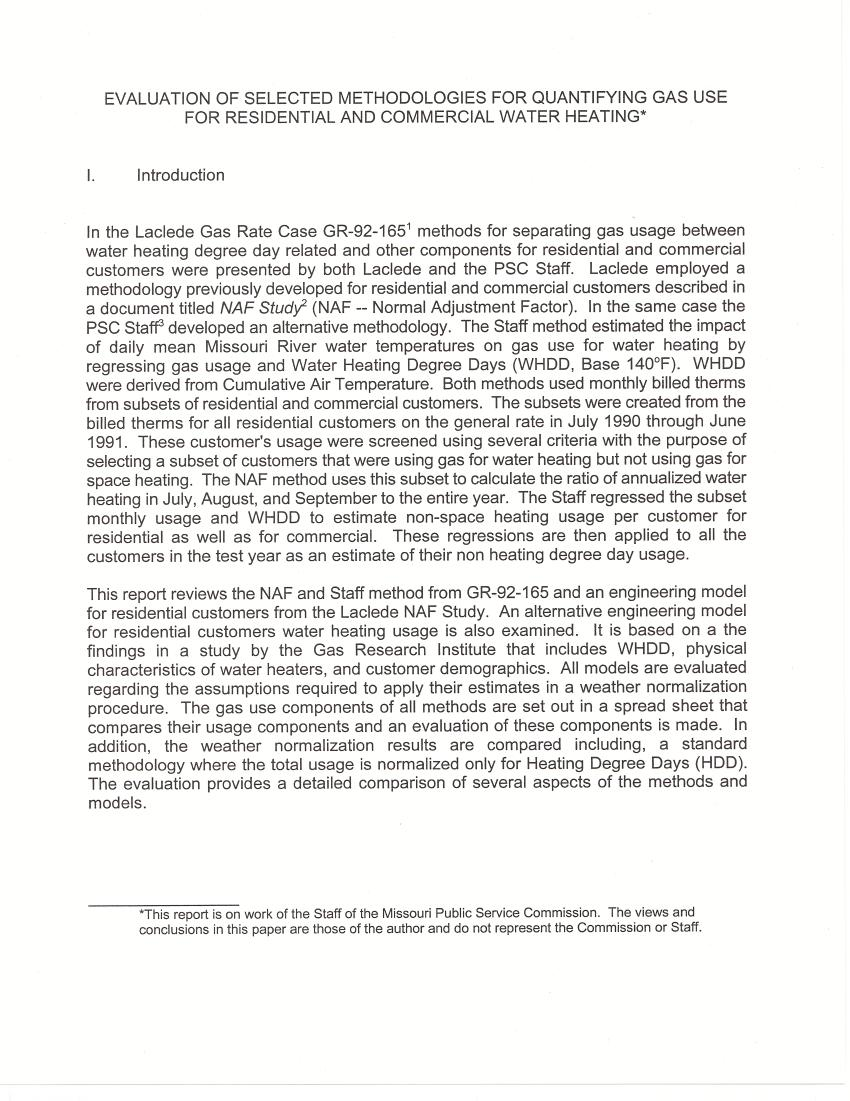 EVALUATION OF SELECTED METHODOLOGIES FOR QUANTIFYING GAS USE
FOR RESIDENTIAL AND COMMERCIAL WATER HEATING*
I. Introduction
In the Laclede Gas Rate Case GR-92-165¹ methods for separating gas usage between
water heating degree day related and other components for residential and commercial
customers were presented by both Laclede and the PSC Staff. Laclede employed a
methodology previously developed for residential and commercial customers described in
a document titled NAF Study² (NAF -- Normal Adjustment Factor). In the same case the
PSC Staff³ developed an alternative methodology. The Staff method estimated the impact
of daily mean Missouri River water temperatures on gas use for water heating by
regressing gas usage and Water Heating Degree Days (WHDD, Base 140°F). WHDD
were derived from Cumulative Air Temperature. Both methods used monthly billed therms
from subsets of residential and commercial customers. The subsets were created from the
billed therms for all residential customers on the general rate in July 1990 through June
1991. These customer's usage were screened using several criteria with the purpose of
selecting a subset of customers that were using gas for water heating but not using gas for
space heating. The NAF method uses this subset to calculate the ratio of annualized water
heating in July, August, and September to the entire year. The Staff regressed the subset
monthly usage and WHDD to estimate non-space heating usage per customer for
residential as well as for commercial. These regressions are then applied to all the
customers in the test year as an estimate of their non heating degree day usage.
This report reviews the NAF and Staff method from GR-92-165 and an engineering model
for residential customers from the Laclede NAF Study. An alternative engineering model
for residential customers water heating usage is also examined. It is based on a the
findings in a study by the Gas Research Institute that includes WHDD, physical
characteristics of water heaters, and customer demographics. All models are evaluated
regarding the assumptions required to apply their estimates in a weather normalization
procedure. The gas use components of all methods are set out in a spread sheet that
compares their usage components and an evaluation of these components is made. In
addition, the weather normalization results are compared including, a standard
methodology where the total usage is normalized only for Heating Degree Days (HDD).
The evaluation provides a detailed comparison of several aspects of the methods and
models.
*This report is on work of the Staff of the Missouri Public Service Commission. The views and
conclusions in this paper are those of the author and do not represent the Commission or Staff.